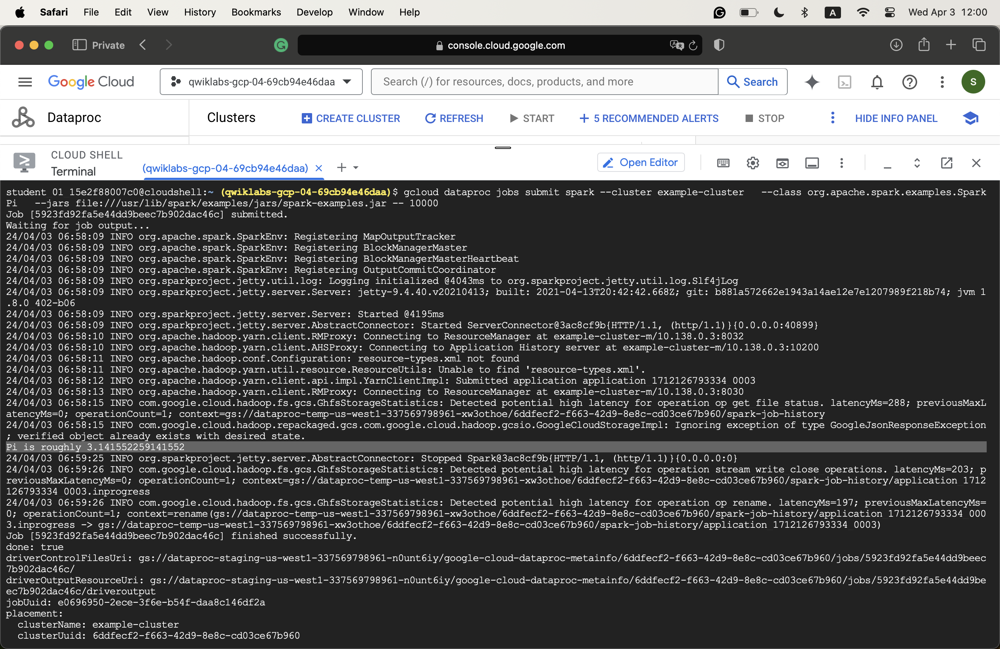 Safari File Edit View History Bookmarks Develop Window Help A Wed Apr 3 12:00
Private console.cloud.google.com
Google Cloud qwiklabs-gcp-04-69cb94e46daa Search (/) for resources, docs, products, and more Search S
Dataproc Clusters CREATE CLUSTER REFRESH START 5 RECOMMENDED ALERTS STOP HIDE INFO PANEL
CLOUD SHELL
Terminal (qwiklabs-gcp-04-69cb94e46daa) Open Editor
student_01_15e2f88007c0@cloudshell:~ (qwiklabs-gcp-04-69cb94e46daa)$ gcloud dataproc jobs submit spark --cluster example-cluster   --class org.apache.spark.examples.Spark
Pi   --jars file:///usr/lib/spark/examples/jars/spark-examples.jar -- 10000
Job [5923fd92fa5e44dd9beec7b902dac46c] submitted.
Waiting for job output...
24/04/03 06:58:09 INFO org.apache.spark.SparkEnv: Registering MapOutputTracker
24/04/03 06:58:09 INFO org.apache.spark.SparkEnv: Registering BlockManagerMaster
24/04/03 06:58:09 INFO org.apache.spark.SparkEnv: Registering BlockManagerMasterHeartbeat
24/04/03 06:58:09 INFO org.apache.spark.SparkEnv: Registering OutputCommitCoordinator
24/04/03 06:58:09 INFO org.sparkproject.jetty.util.log: Logging initialized @4043ms to org.sparkproject.jetty.util.log.Slf4jLog
24/04/03 06:58:09 INFO org.sparkproject.jetty.server.Server: jetty-9.4.40.v20210413; built: 2021-04-13T20:42:42.668Z; git: b881a572662e1943a14ae12e7e1207989f218b74; jvm 1
.8.0_402-b06
24/04/03 06:58:09 INFO org.sparkproject.jetty.server.Server: Started @4195ms
24/04/03 06:58:09 INFO org.sparkproject.jetty.server.AbstractConnector: Started ServerConnector@3ac8cf9b{HTTP/1.1, (http/1.1)}{0.0.0.0:40899}
24/04/03 06:58:10 INFO org.apache.hadoop.yarn.client.RMProxy: Connecting to ResourceManager at example-cluster-m/10.138.0.3:8032
24/04/03 06:58:10 INFO org.apache.hadoop.yarn.client.AHSProxy: Connecting to Application History server at example-cluster-m/10.138.0.3:10200
24/04/03 06:58:11 INFO org.apache.hadoop.conf.Configuration: resource-types.xml not found
24/04/03 06:58:11 INFO org.apache.hadoop.yarn.util.resource.ResourceUtils: Unable to find 'resource-types.xml'.
24/04/03 06:58:12 INFO org.apache.hadoop.yarn.client.api.impl.YarnClientImpl: Submitted application application_1712126793334_0003
24/04/03 06:58:13 INFO org.apache.hadoop.yarn.client.RMProxy: Connecting to ResourceManager at example-cluster-m/10.138.0.3:8030
24/04/03 06:58:15 INFO com.google.cloud.hadoop.fs.gcs.GhfsStorageStatistics: Detected potential high latency for operation op_get_file_status. latencyMs=288; previousMaxL
atencyMs=0; operationCount=1; context=gs://dataproc-temp-us-west1-337569798961-xw3othoe/6ddfecf2-f663-42d9-8e8c-cd03ce67b960/spark-job-history
24/04/03 06:58:15 INFO com.google.cloud.hadoop.repackaged.gcs.com.google.cloud.hadoop.gcsio.GoogleCloudStorageImpl: Ignoring exception of type GoogleJsonResponseException
; verified object already exists with desired state.
Pi is roughly 3.141552259141552
24/04/03 06:59:25 INFO org.sparkproject.jetty.server.AbstractConnector: Stopped Spark@3ac8cf9b{HTTP/1.1, (http/1.1)}{0.0.0.0:0}
24/04/03 06:59:26 INFO com.google.cloud.hadoop.fs.gcs.GhfsStorageStatistics: Detected potential high latency for operation stream_write_close_operations. latencyMs=203; p
reviousMaxLatencyMs=0; operationCount=1; context=gs://dataproc-temp-us-west1-337569798961-xw3othoe/6ddfecf2-f663-42d9-8e8c-cd03ce67b960/spark-job-history/application_1712
126793334_0003.inprogress
24/04/03 06:59:26 INFO com.google.cloud.hadoop.fs.gcs.GhfsStorageStatistics: Detected potential high latency for operation op_rename. latencyMs=197; previousMaxLatencyMs=
0; operationCount=1; context=rename(gs://dataproc-temp-us-west1-337569798961-xw3othoe/6ddfecf2-f663-42d9-8e8c-cd03ce67b960/spark-job-history/application_1712126793334_000
3.inprogress -> gs://dataproc-temp-us-west1-337569798961-xw3othoe/6ddfecf2-f663-42d9-8e8c-cd03ce67b960/spark-job-history/application_1712126793334_0003)
Job [5923fd92fa5e44dd9beec7b902dac46c] finished successfully.
done: true
driverControlFilesUri: gs://dataproc-staging-us-west1-337569798961-n0unt6iy/google-cloud-dataproc-metainfo/6ddfecf2-f663-42d9-8e8c-cd03ce67b960/jobs/5923fd92fa5e44dd9beec
7b902dac46c/
driverOutputResourceUri: gs://dataproc-staging-us-west1-337569798961-n0unt6iy/google-cloud-dataproc-metainfo/6ddfecf2-f663-42d9-8e8c-cd03ce67b960/jobs/5923fd92fa5e44dd9be
ec7b902dac46c/driveroutput
jobUuid: e0696950-2ece-3f6e-b54f-daa8c146df2a
placement:
  clusterName: example-cluster
  clusterUuid: 6ddfecf2-f663-42d9-8e8c-cd03ce67b960